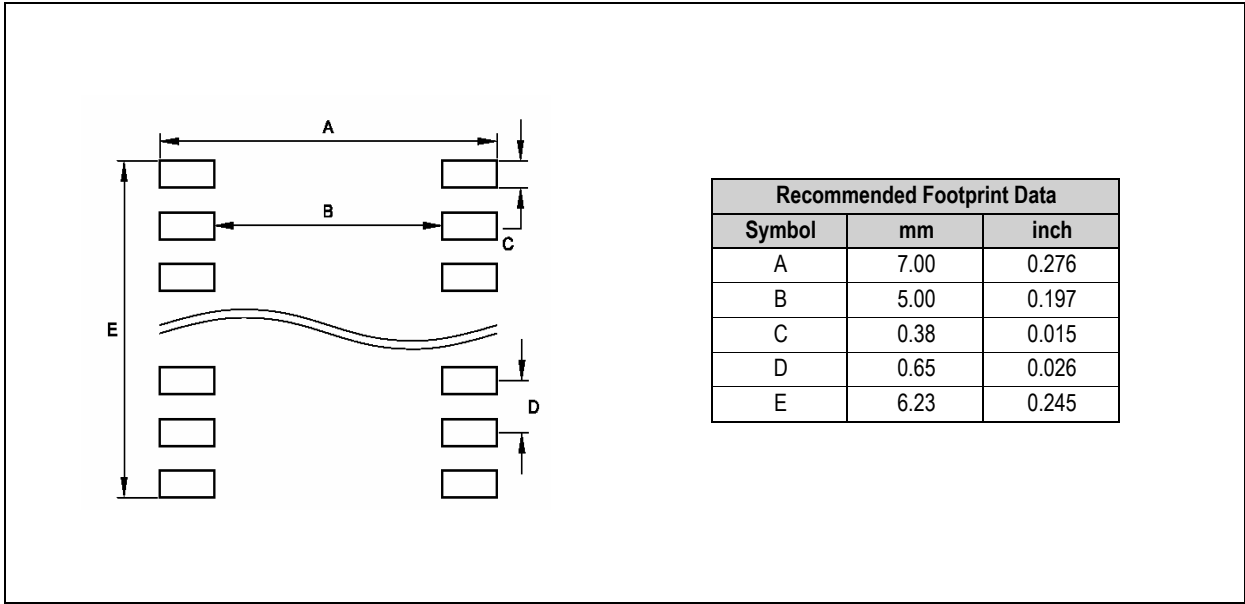 A
B
C
E
D
Recommended Footprint Data
Symbol mm inch
A 7.00 0.276
B 5.00 0.197
C 0.38 0.015
D 0.65 0.026
E 6.23 0.245